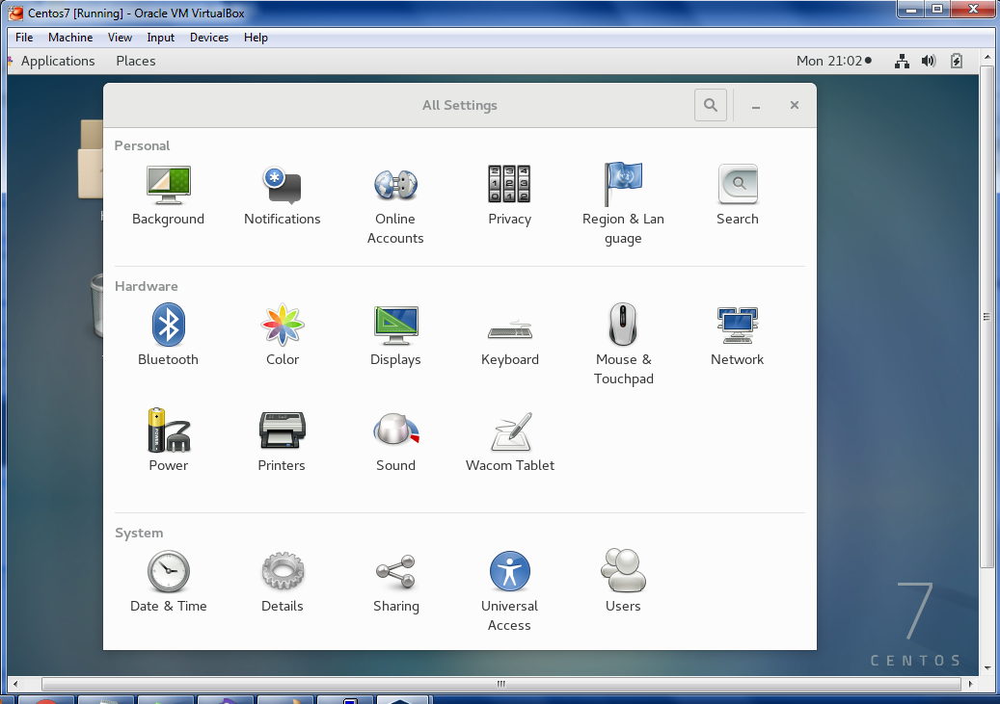 Centos7 [Running] - Oracle VM VirtualBox
File Machine View Input Devices Help
Applications Places Mon 21:02
All Settings
Personal
Background Notifications Online Accounts Privacy Region & Lan guage Search
Hardware
Bluetooth Color Displays Keyboard Mouse & Touchpad Network
Power Printers Sound Wacom Tablet
System
Date & Time Details Sharing Universal Access Users
7
CENTOS